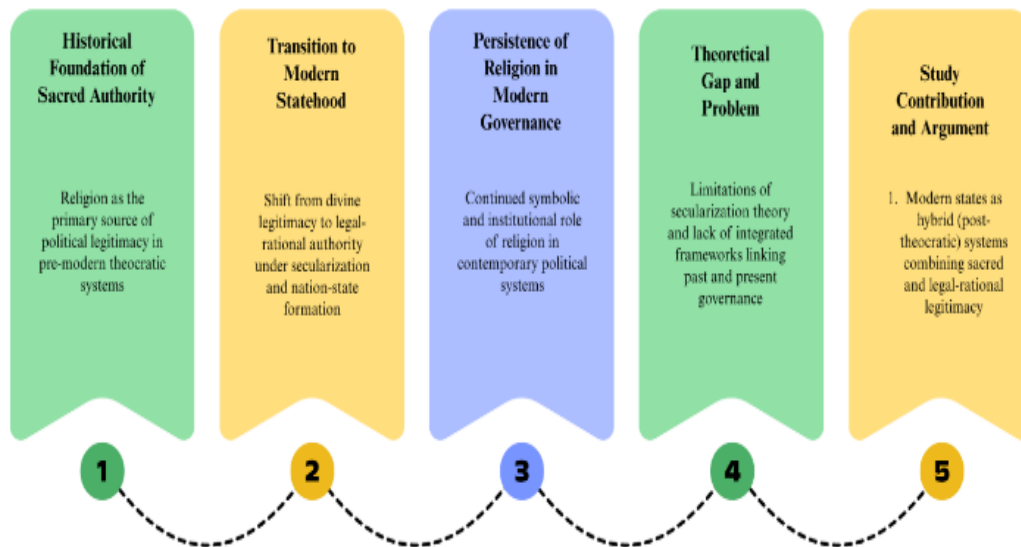 Historical
Foundation of
Sacred Authority
Religion as the
primary source of
political legitimacy in
pre-modern theocratic
systems
1
Transition to
Modern
Statehood
Shift from divine
legitimacy to legal-
rational authority
under secularization
and nation-state
formation
2
Persistence of
Religion in
Modern
Governance
Continued symbolic
and institutional role
of religion in
contemporary political
systems
3
Theoretical
Gap and
Problem
Limitations of
secularization theory
and lack of integrated
frameworks linking
past and present
governance
4
Study
Contribution
and Argument
1. Modern states as
hybrid (post-
theocratic) systems
combining sacred
and legal-rational
legitimacy
5